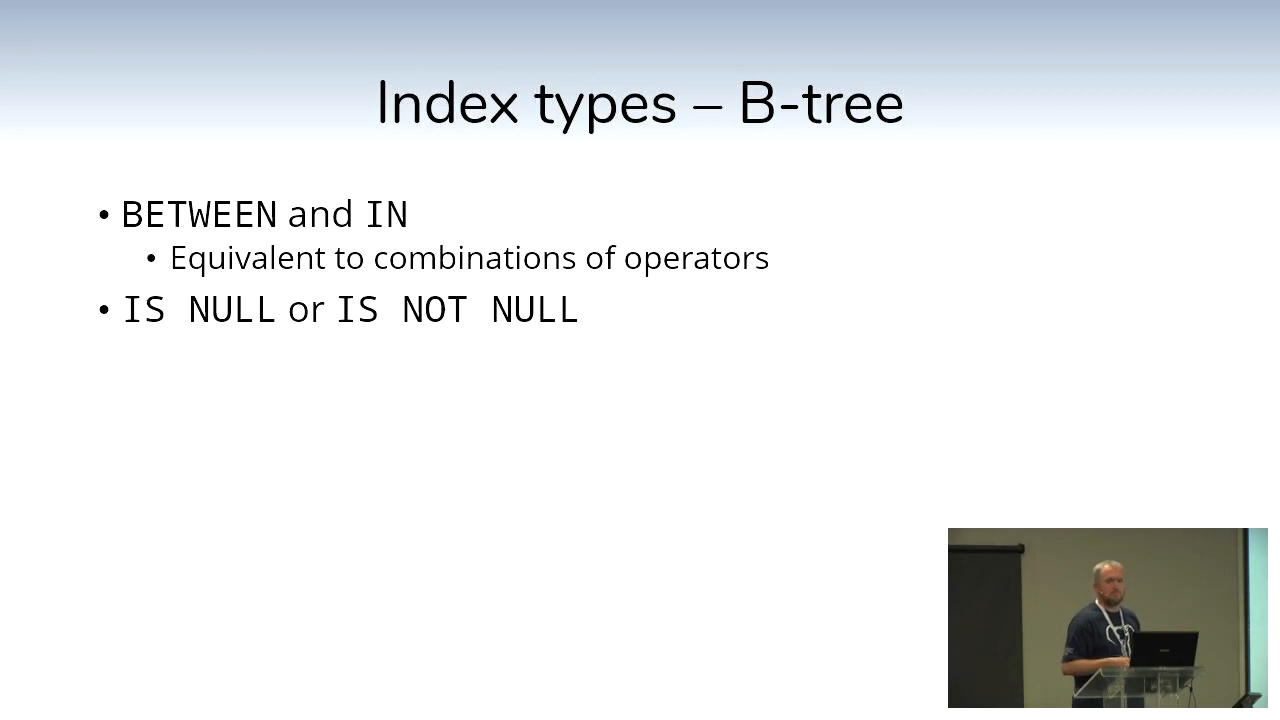 Index types – B-tree
• BETWEEN and IN
• Equivalent to combinations of operators
• IS NULL or IS NOT NULL